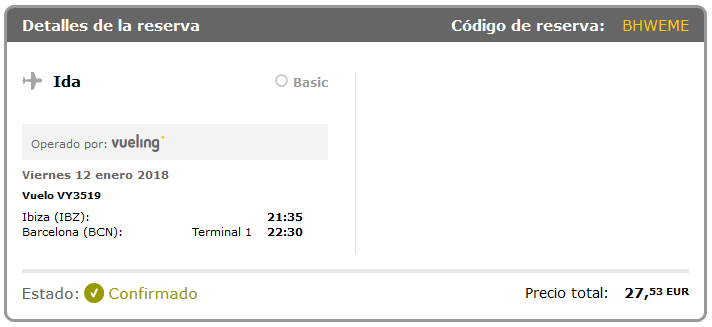 Detalles de la reserva Código de reserva: BHWEME
Ida Basic
Operado por: vueling
Viernes 12 enero 2018
Vuelo VY3519
Ibiza (IBZ): 21:35
Barcelona (BCN): Terminal 1 22:30
Estado: Confirmado Precio total: 27,53 EUR